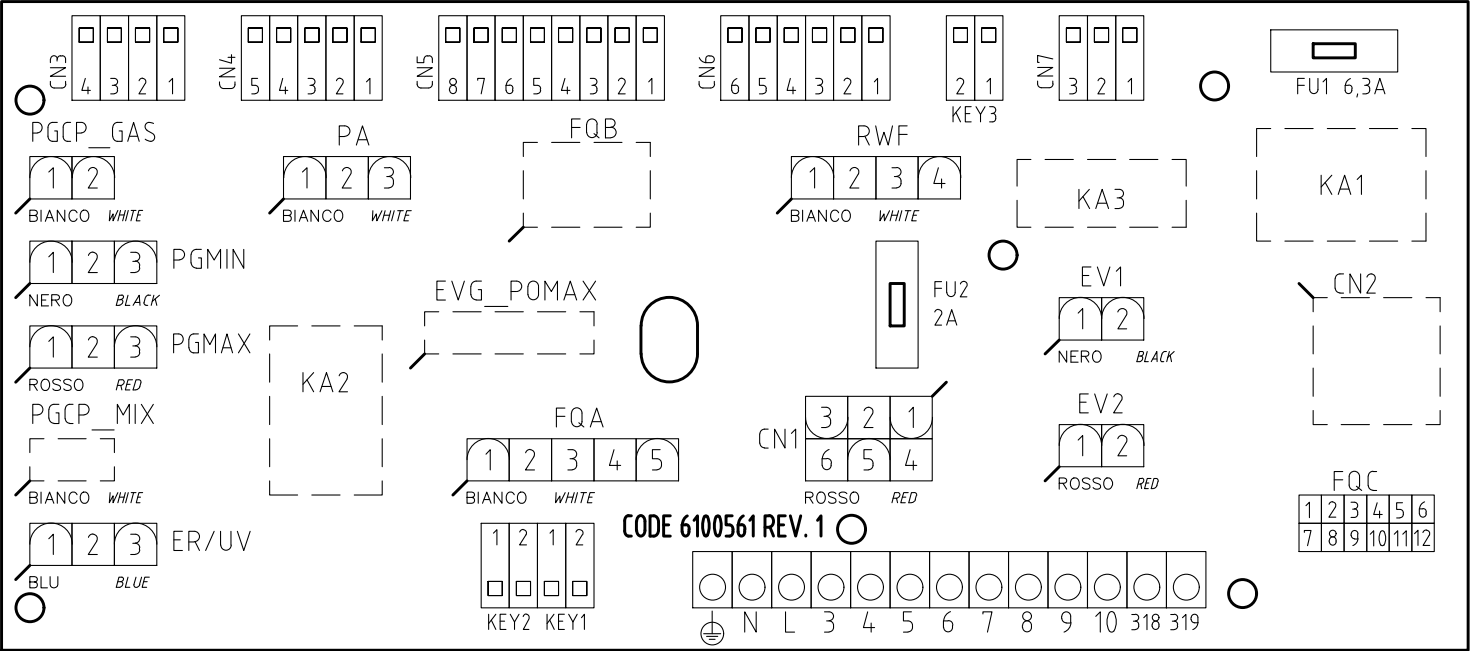 CN3
4 3 2 1
CN4
5 4 3 2 1
CN5
8 7 6 5 4 3 2 1
CN6
6 5 4 3 2 1
2 1
KEY3
CN7
3 2 1
FU1 6,3A
PGCP_GAS
1 2
BIANCO WHITE
PA
1 2 3
BIANCO WHITE
FQB
RWF
1 2 3 4
BIANCO WHITE
KA3
KA1
1 2 3 PGMIN
NERO BLACK
EVG_POMAX
FU2
2A
EV1
1 2
NERO BLACK
CN2
1 2 3 PGMAX
ROSSO RED
KA2
PGCP_MIX
BIANCO WHITE
FQA
1 2 3 4 5
BIANCO WHITE
CN1
3 2 1
6 5 4
ROSSO RED
EV2
1 2
ROSSO RED
FQC
1 2 3 4 5 6
7 8 9 10 11 12
1 2 3 ER/UV
BLU BLUE
1 2 1 2
KEY2 KEY1
CODE 6100561 REV. 1
N L 3 4 5 6 7 8 9 10 318 319